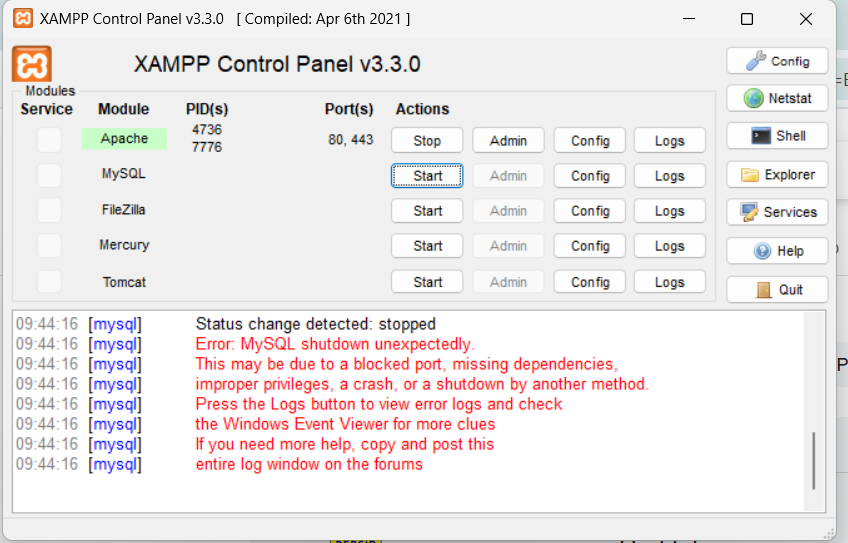 XAMPP Control Panel v3.3.0 [ Compiled: Apr 6th 2021 ]
XAMPP Control Panel v3.3.0
Config
Modules
Service Module PID(s) Port(s) Actions
Netstat
Apache 4736 80, 443 Stop Admin Config Logs
7776
Shell
MySQL Start Admin Config Logs
Explorer
FileZilla Start Admin Config Logs
Services
Mercury Start Admin Config Logs
Help
Tomcat Start Admin Config Logs
Quit
09:44:16 [mysql] Status change detected: stopped
09:44:16 [mysql] Error: MySQL shutdown unexpectedly.
09:44:16 [mysql] This may be due to a blocked port, missing dependencies,
09:44:16 [mysql] improper privileges, a crash, or a shutdown by another method.
09:44:16 [mysql] Press the Logs button to view error logs and check
09:44:16 [mysql] the Windows Event Viewer for more clues
09:44:16 [mysql] If you need more help, copy and post this
09:44:16 [mysql] entire log window on the forums